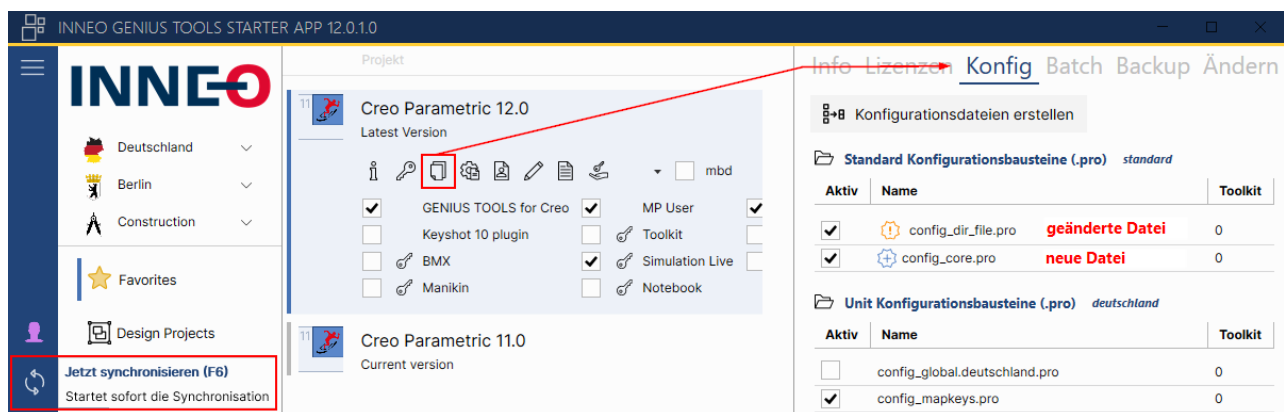 INNEO GENIUS TOOLS STARTER APP 12.0.1.0
INNEO
Deutschland
Berlin
Construction
Favorites
Design Projects
Jetzt synchronisieren (F6)
Startet sofort die Synchronisation
Projekt
11
Creo Parametric 12.0
Latest Version
mbd
GENIUS TOOLS for Creo
MP User
Keyshot 10 plugin
Toolkit
BMX
Simulation Live
Manikin
Notebook
11
Creo Parametric 11.0
Current version
Info Lizenzen Konfig Batch Backup Ändern
Konfigurationsdateien erstellen
Standard Konfigurationsbausteine (.pro) standard
Aktiv Name Toolkit
config_dir_file.pro geänderte Datei 0
config_core.pro neue Datei 0
Unit Konfigurationsbausteine (.pro) deutschland
Aktiv Name Toolkit
config_global.deutschland.pro 0
config_mapkeys.pro 0